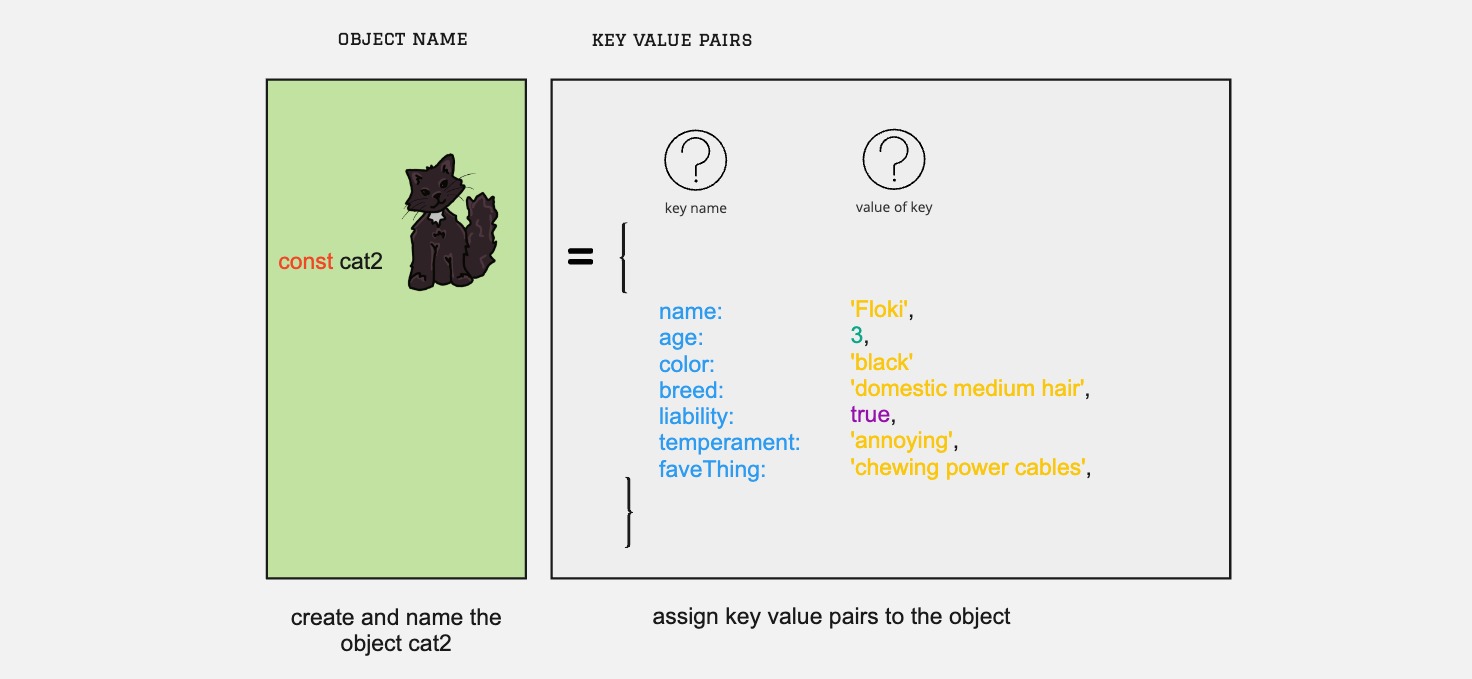 OBJECT NAME
KEY VALUE PAIRS
?
?
key name
value of key
const cat2
= {
name: 'Floki',
age: 3,
color: 'black'
breed: 'domestic medium hair',
liability: true,
temperament: 'annoying',
faveThing: 'chewing power cables',
}
create and name the
object cat2
assign key value pairs to the object